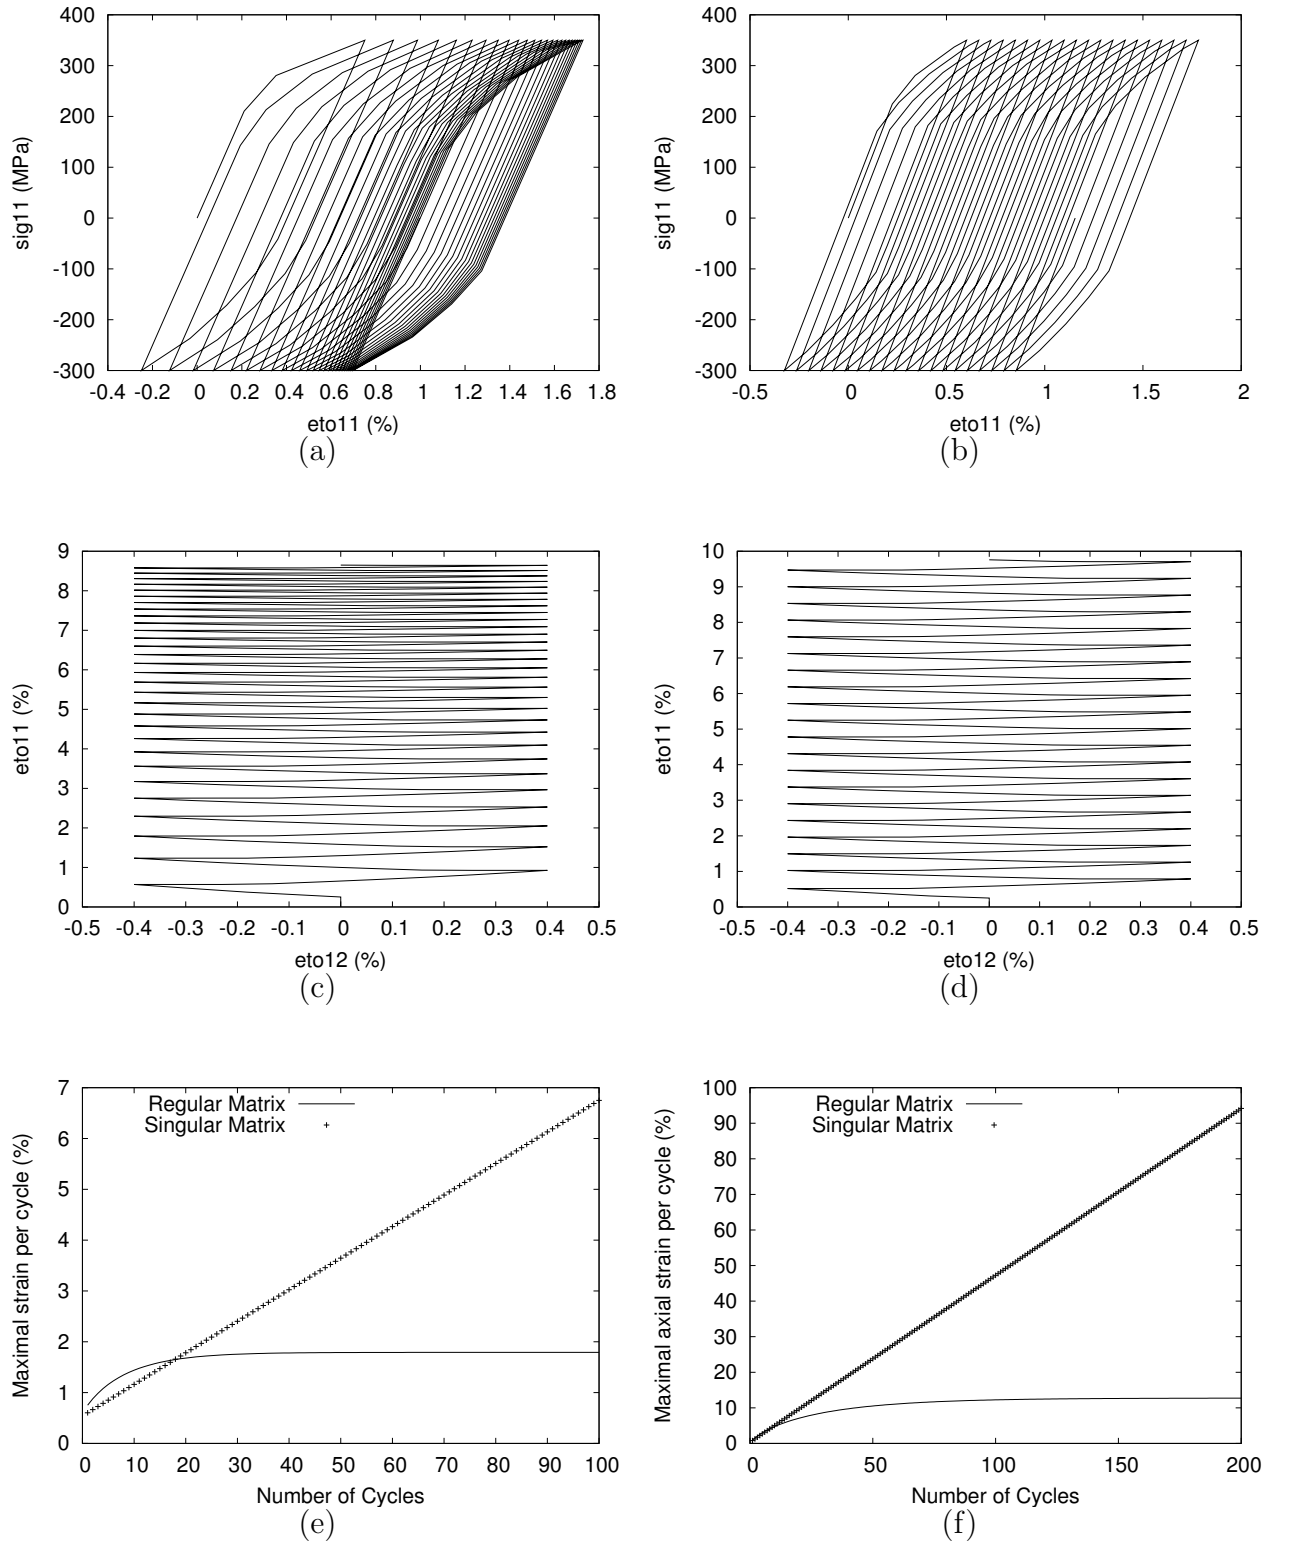 400
300
200
100
0
-100
-200
-300
-0.4 -0.2 0 0.2 0.4 0.6 0.8 1 1.2 1.4 1.6 1.8
sig11 (MPa)
eto11 (%)
(a)
400
300
200
100
0
-100
-200
-300
-0.5 0 0.5 1 1.5 2
sig11 (MPa)
eto11 (%)
(b)
9
8
7
6
5
4
3
2
1
0
-0.5 -0.4 -0.3 -0.2 -0.1 0 0.1 0.2 0.3 0.4 0.5
eto11 (%)
eto12 (%)
(c)
10
9
8
7
6
5
4
3
2
1
0
-0.5 -0.4 -0.3 -0.2 -0.1 0 0.1 0.2 0.3 0.4 0.5
eto11 (%)
eto12 (%)
(d)
7
6
5
4
3
2
1
0
0 10 20 30 40 50 60 70 80 90 100
Maximal strain per cycle (%)
Regular Matrix
Singular Matrix
Number of Cycles
(e)
100
90
80
70
60
50
40
30
20
10
0
0 50 100 150 200
Maximal axial strain per cycle (%)
Regular Matrix
Singular Matrix
Number of Cycles
(f)